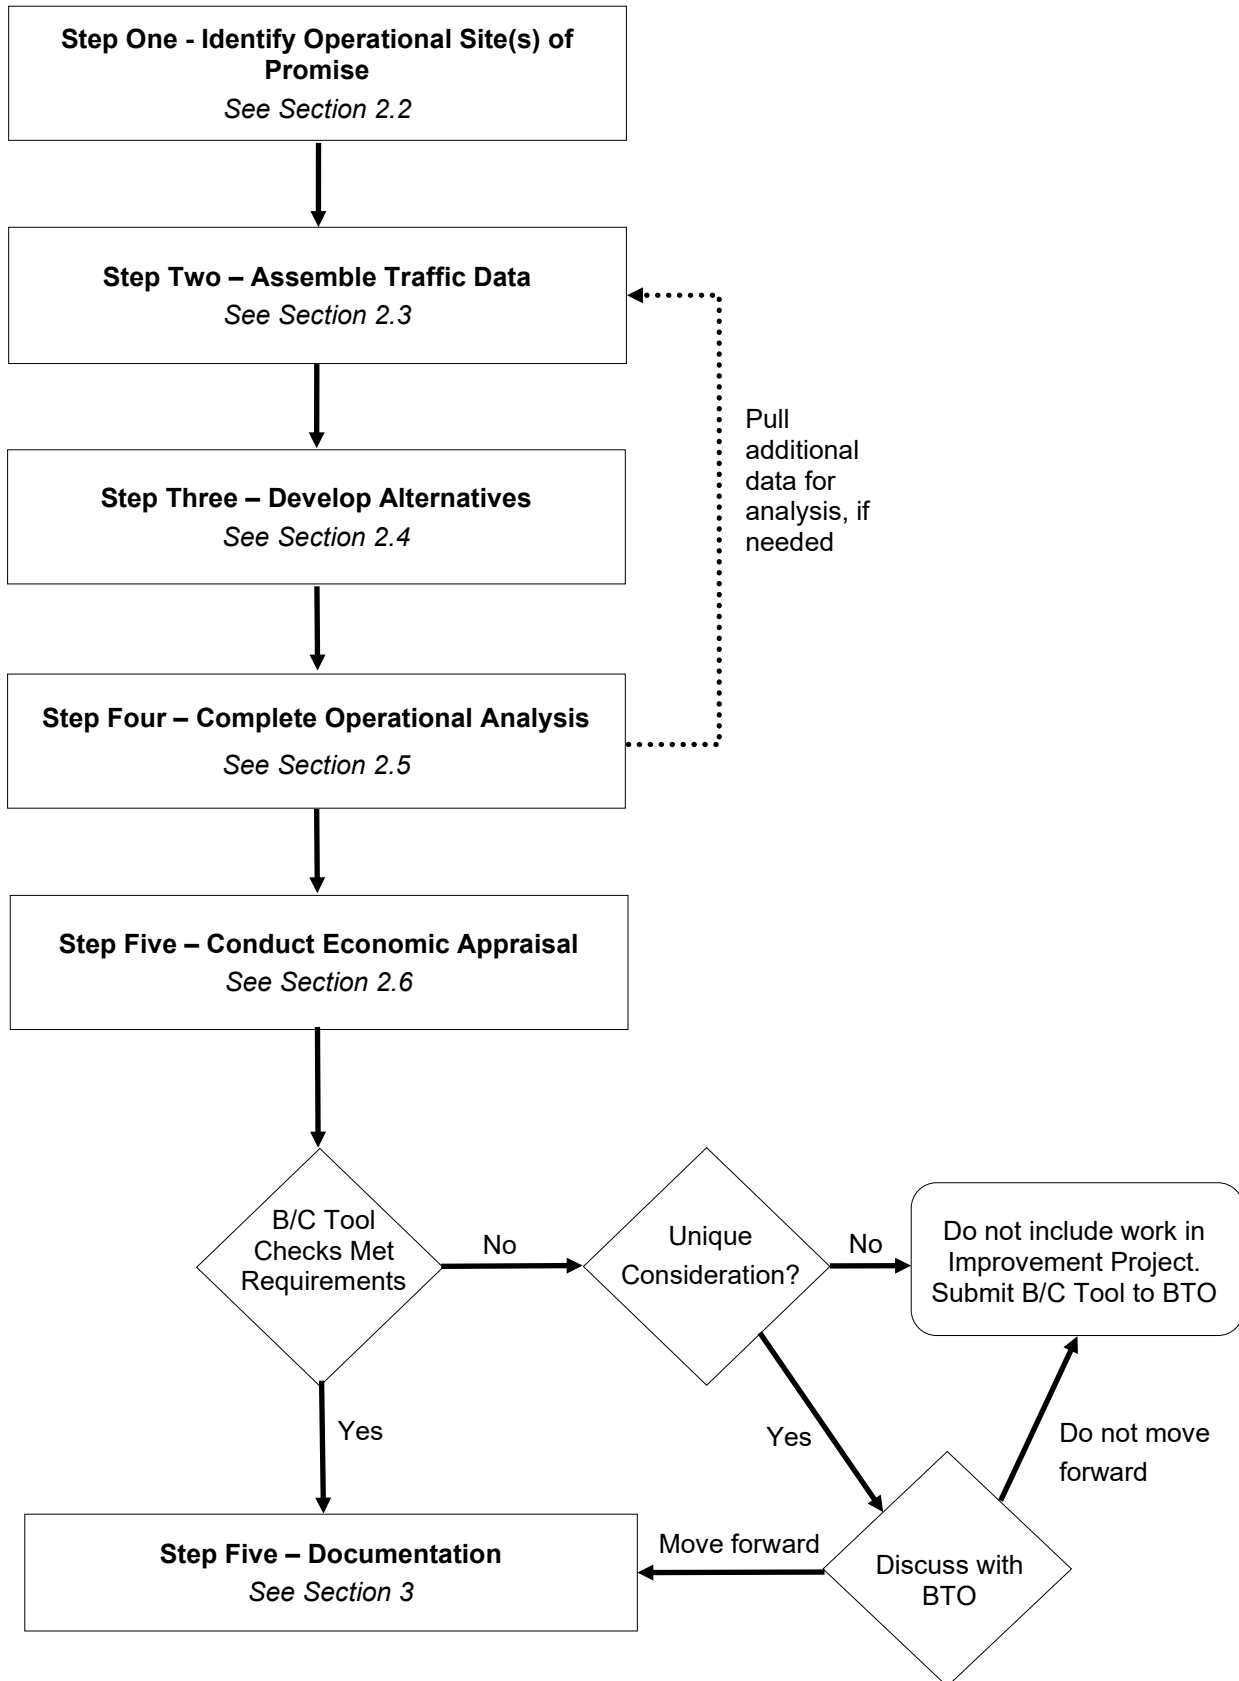 Step One - Identify Operational Site(s) of
Promise
See Section 2.2
Step Two – Assemble Traffic Data
See Section 2.3
Pull
additional
data for
analysis, if
needed
Step Three – Develop Alternatives
See Section 2.4
Step Four – Complete Operational Analysis
See Section 2.5
Step Five – Conduct Economic Appraisal
See Section 2.6
B/C Tool
Checks Met
Requirements
No
Unique
Consideration?
No
Do not include work in
Improvement Project.
Submit B/C Tool to BTO
Yes
Yes
Do not move
forward
Step Five – Documentation
See Section 3
Move forward
Discuss with
BTO